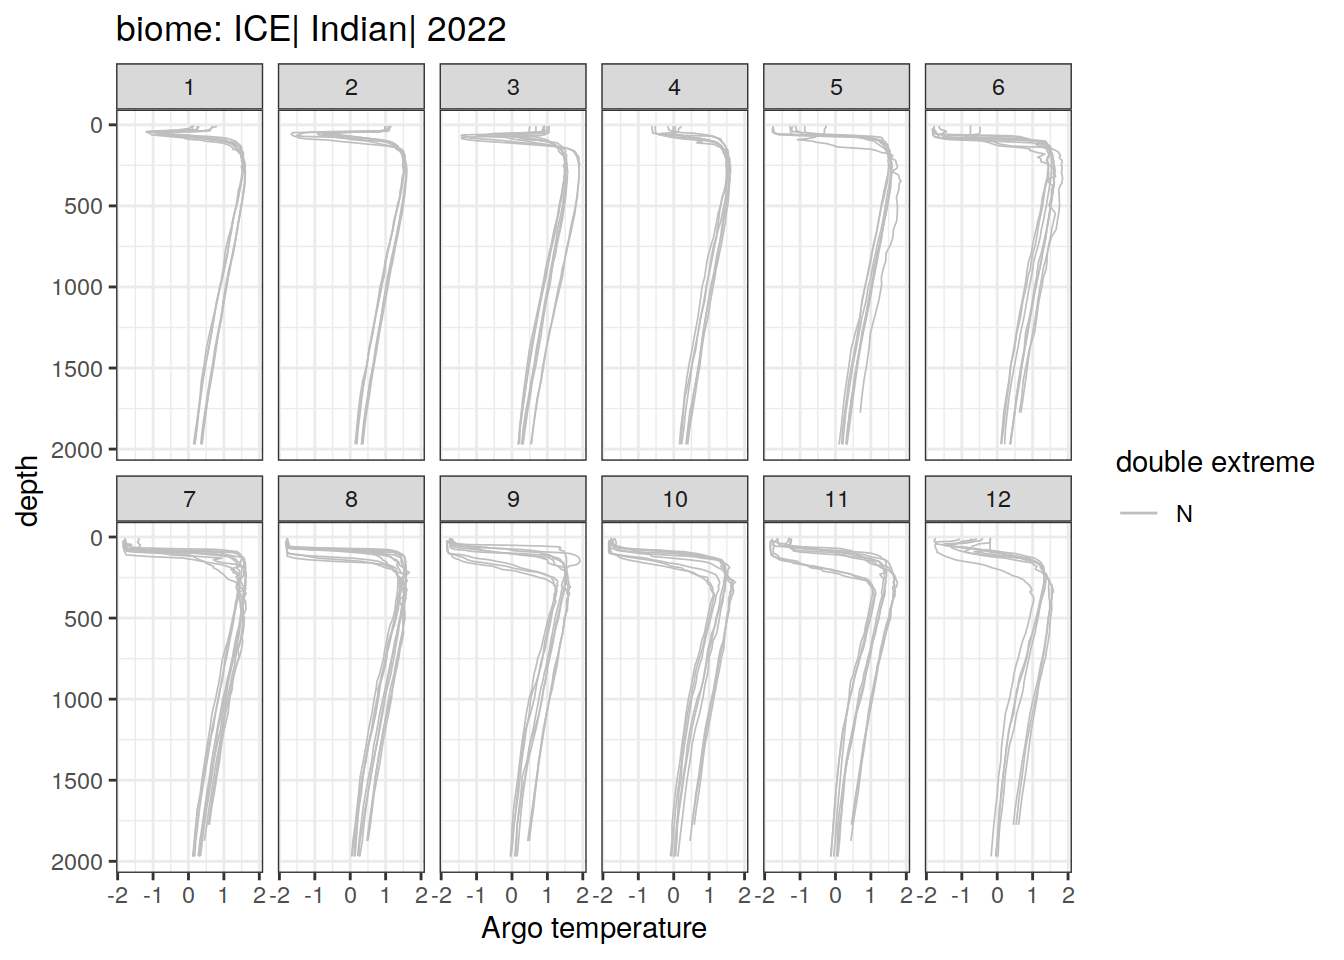 biome: ICE| Indian| 2022
1 2 3 4 5 6
0
500
1000
1500
2000
depth
7 8 9 10 11 12
0
500
1000
1500
2000
-2 -1 0 1 2 -2 -1 0 1 2 -2 -1 0 1 2 -2 -1 0 1 2 -2 -1 0 1 2 -2 -1 0 1 2
Argo temperature
double extreme
N